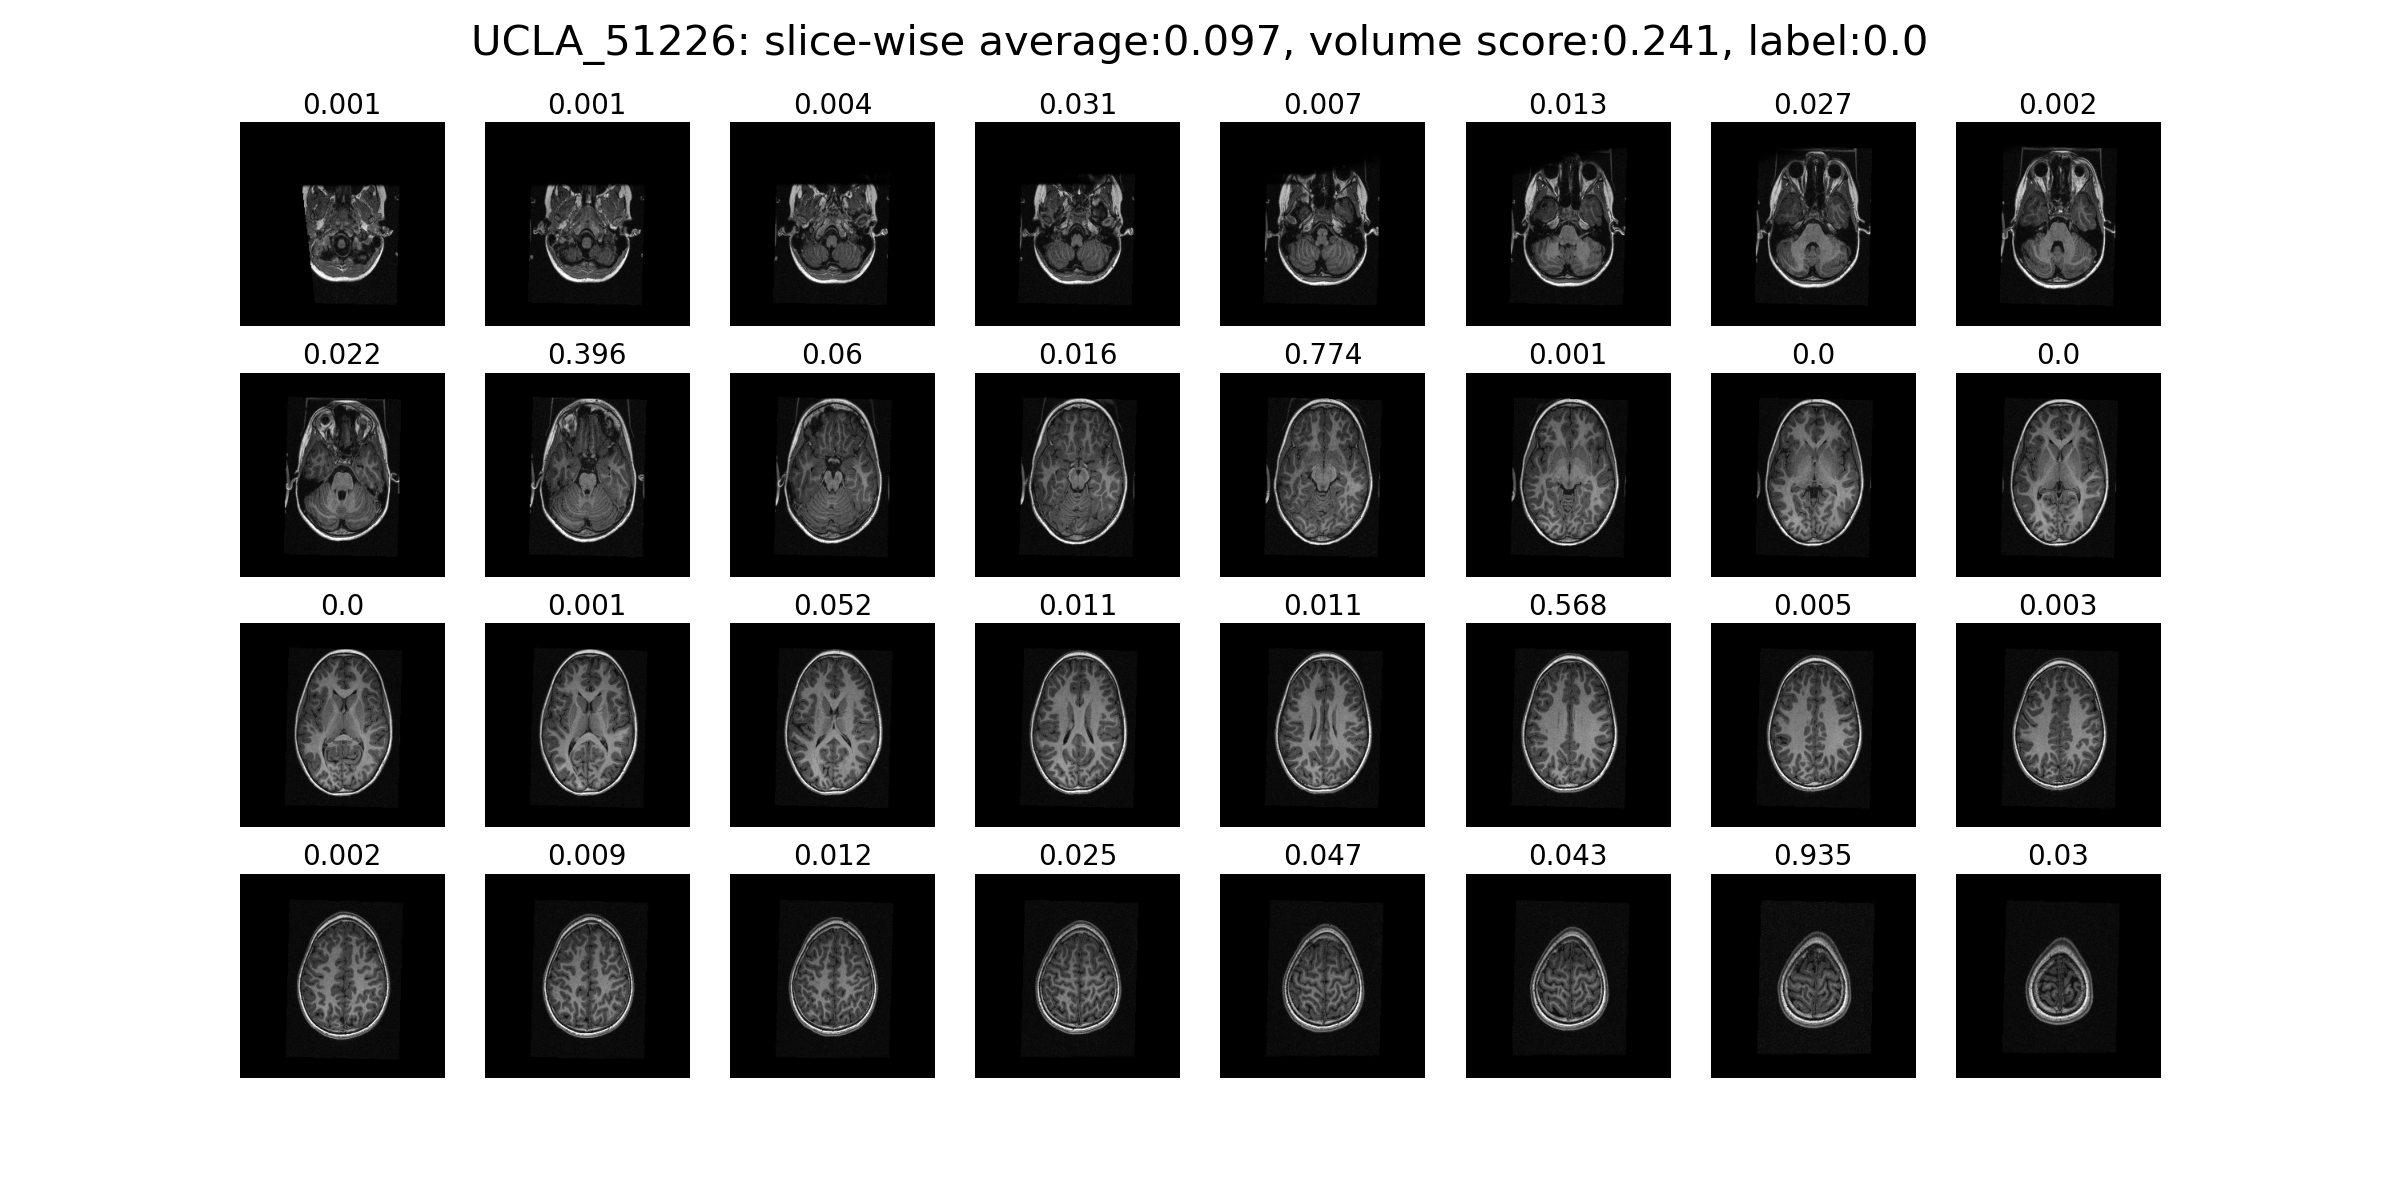 UCLA_51226: slice-wise average:0.097, volume score:0.241, label:0.0
0.001 0.001 0.004 0.031 0.007 0.013 0.027 0.002
0.022 0.396 0.06 0.016 0.774 0.001 0.0 0.0
0.0 0.001 0.052 0.011 0.011 0.568 0.005 0.003
0.002 0.009 0.012 0.025 0.047 0.043 0.935 0.03